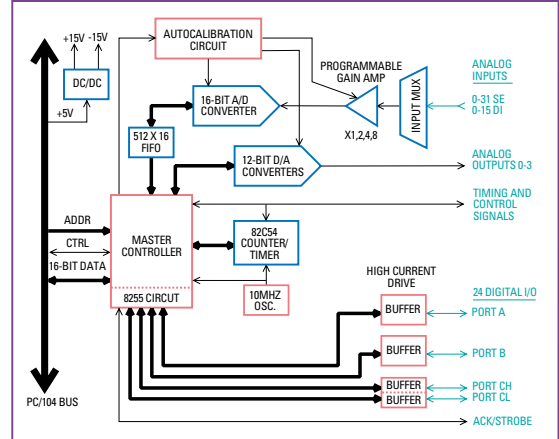 +15V -15V
DC/DC
+5V
AUTOCALIBRATION
CIRCUIT
PROGRAMMABLE
GAIN AMP
X1,2,4,8
INPUT MUX
ANALOG
INPUTS
0-31 SE
0-15 DI
16-BIT A/D
CONVERTER
512 X 16
FIFO
12-BIT D/A
CONVERTERS
ANALOG
OUTPUTS 0-3
TIMING AND
CONTROL
SIGNALS
ADDR
CTRL
16-BIT DATA
MASTER
CONTROLLER
8255 CIRCUT
82C54
COUNTER/
TIMER
10MHZ
OSC.
HIGH CURRENT
DRIVE
24 DIGITAL I/O
BUFFER
PORT A
BUFFER
PORT B
BUFFER
PORT CH
BUFFER
PORT CL
ACK/STROBE
PC/104 BUS